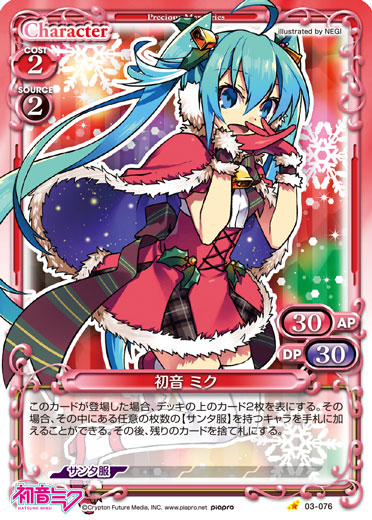 Precious Memories
Character
illustrated by NEGI
COST
2
SOURCE
2
30 AP
DP 30
初音 ミク
このカードが登場した場合、デッキの上のカード2枚を表にする。その
場合、その中にある任意の枚数の【サンタ服】を持つキャラを手札に加
えることができる。その後、残りのカードを捨て札にする。
サンタ服
初音ミク
HATSUNE MIKU
©Crypton Future Media, INC. www.piapro.net piapro
03-076